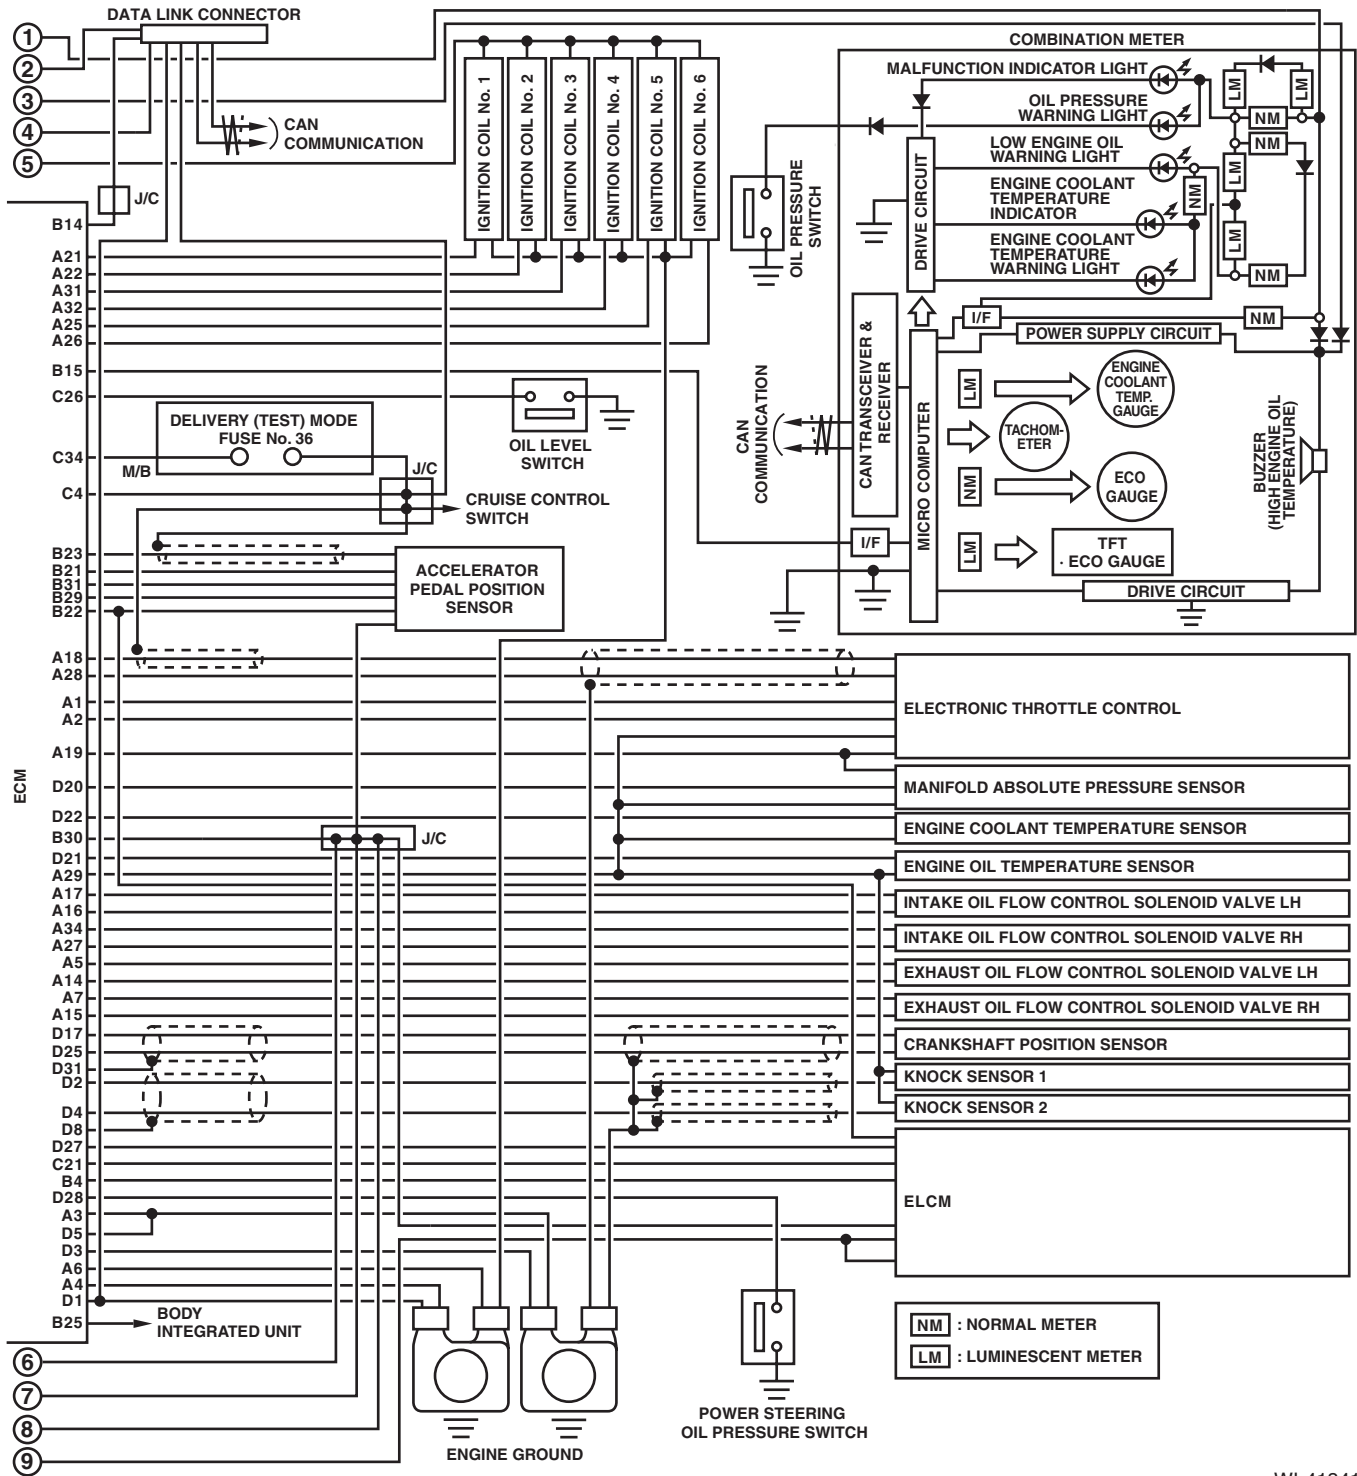 DATA LINK CONNECTOR
1
2
3
4
5
CAN
COMMUNICATION
J/C
IGNITION COIL No. 1
IGNITION COIL No. 2
IGNITION COIL No. 3
IGNITION COIL No. 4
IGNITION COIL No. 5
IGNITION COIL No. 6
OIL PRESSURE
SWITCH
COMBINATION METER
MALFUNCTION INDICATOR LIGHT
OIL PRESSURE
WARNING LIGHT
LOW ENGINE OIL
WARNING LIGHT
ENGINE COOLANT
TEMPERATURE
INDICATOR
ENGINE COOLANT
TEMPERATURE
WARNING LIGHT
DRIVE CIRCUIT
LM
LM
NM
NM
LM
NM
LM
NM
I/F
NM
POWER SUPPLY CIRCUIT
CAN TRANSCEIVER &
RECEIVER
MICRO COMPUTER
CAN
COMMUNICATION
LM
ENGINE
COOLANT
TEMP.
GAUGE
TACHOM-
ETER
NM
ECO
GAUGE
LM
TFT
· ECO GAUGE
BUZZER
(HIGH ENGINE OIL
TEMPERATURE)
I/F
DRIVE CIRCUIT
ECM
B14
A21
A22
A31
A32
A25
A26
B15
C26
C34
C4
B23
B21
B31
B29
B22
A18
A28
A1
A2
A19
D20
D22
B30
D21
A29
A17
A16
A34
A27
A5
A14
A7
A15
D17
D25
D31
D2
D4
D8
D27
C21
B4
D28
A3
D5
D3
A6
A4
D1
B25
DELIVERY (TEST) MODE
FUSE No. 36
M/B
J/C
OIL LEVEL
SWITCH
CRUISE CONTROL
SWITCH
ACCELERATOR
PEDAL POSITION
SENSOR
J/C
ELECTRONIC THROTTLE CONTROL
MANIFOLD ABSOLUTE PRESSURE SENSOR
ENGINE COOLANT TEMPERATURE SENSOR
ENGINE OIL TEMPERATURE SENSOR
INTAKE OIL FLOW CONTROL SOLENOID VALVE LH
INTAKE OIL FLOW CONTROL SOLENOID VALVE RH
EXHAUST OIL FLOW CONTROL SOLENOID VALVE LH
EXHAUST OIL FLOW CONTROL SOLENOID VALVE RH
CRANKSHAFT POSITION SENSOR
KNOCK SENSOR 1
KNOCK SENSOR 2
ELCM
BODY
INTEGRATED UNIT
6
7
8
9
ENGINE GROUND
POWER STEERING
OIL PRESSURE SWITCH
NM : NORMAL METER
LM : LUMINESCENT METER